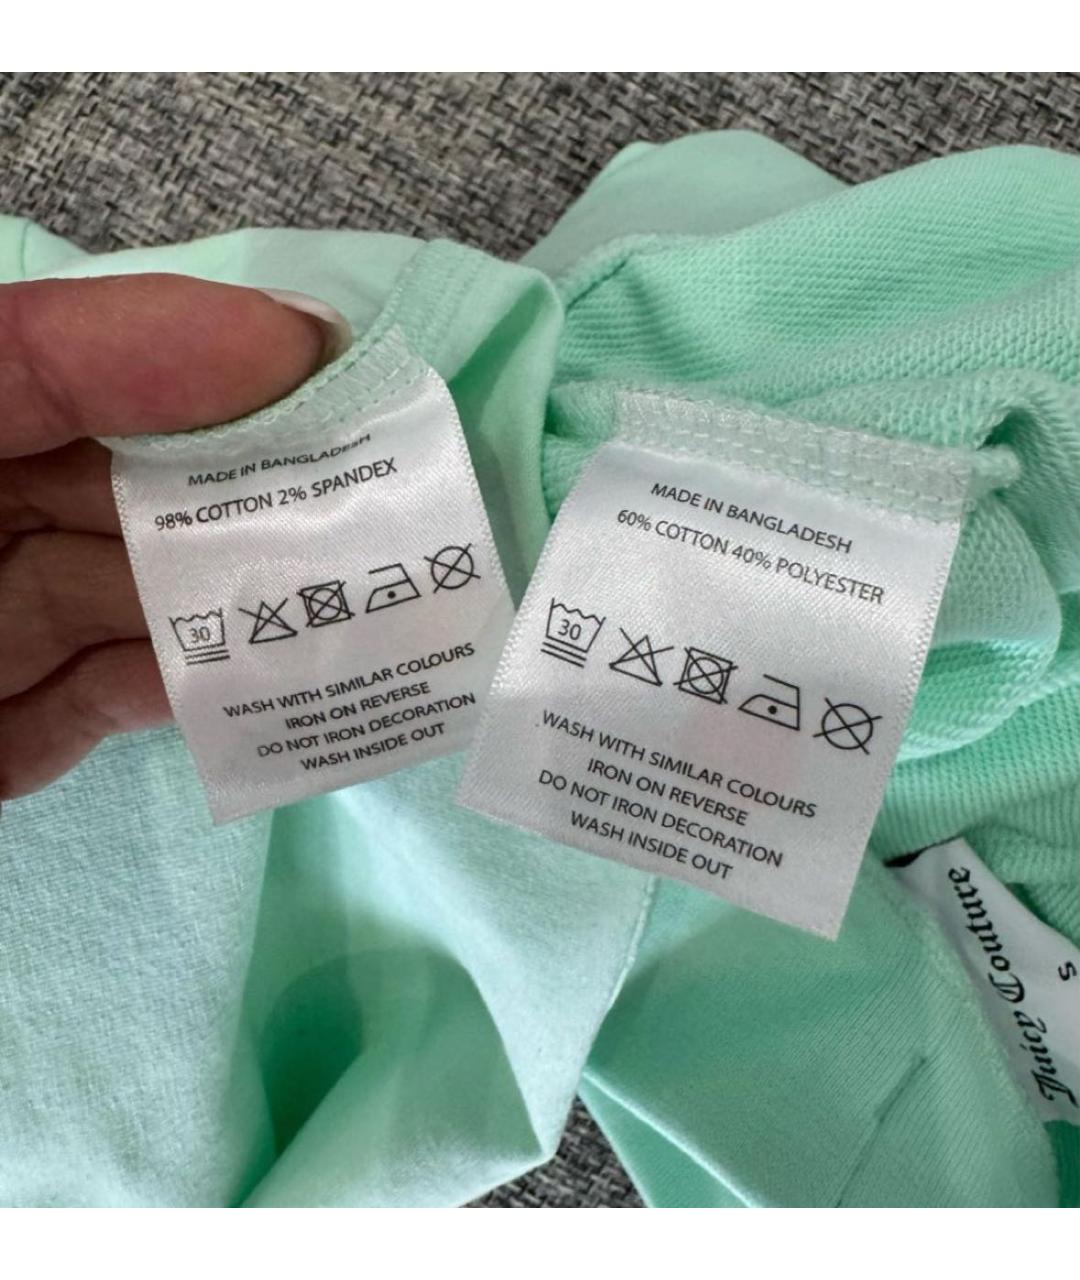 MADE IN BANGLADESH
98% COTTON 2% SPANDEX
30
WASH WITH SIMILAR COLOURS
IRON ON REVERSE
DO NOT IRON DECORATION
WASH INSIDE OUT
MADE IN BANGLADESH
60% COTTON 40% POLYESTER
30
WASH WITH SIMILAR COLOURS
IRON ON REVERSE
DO NOT IRON DECORATION
WASH INSIDE OUT
Juicy Couture
S